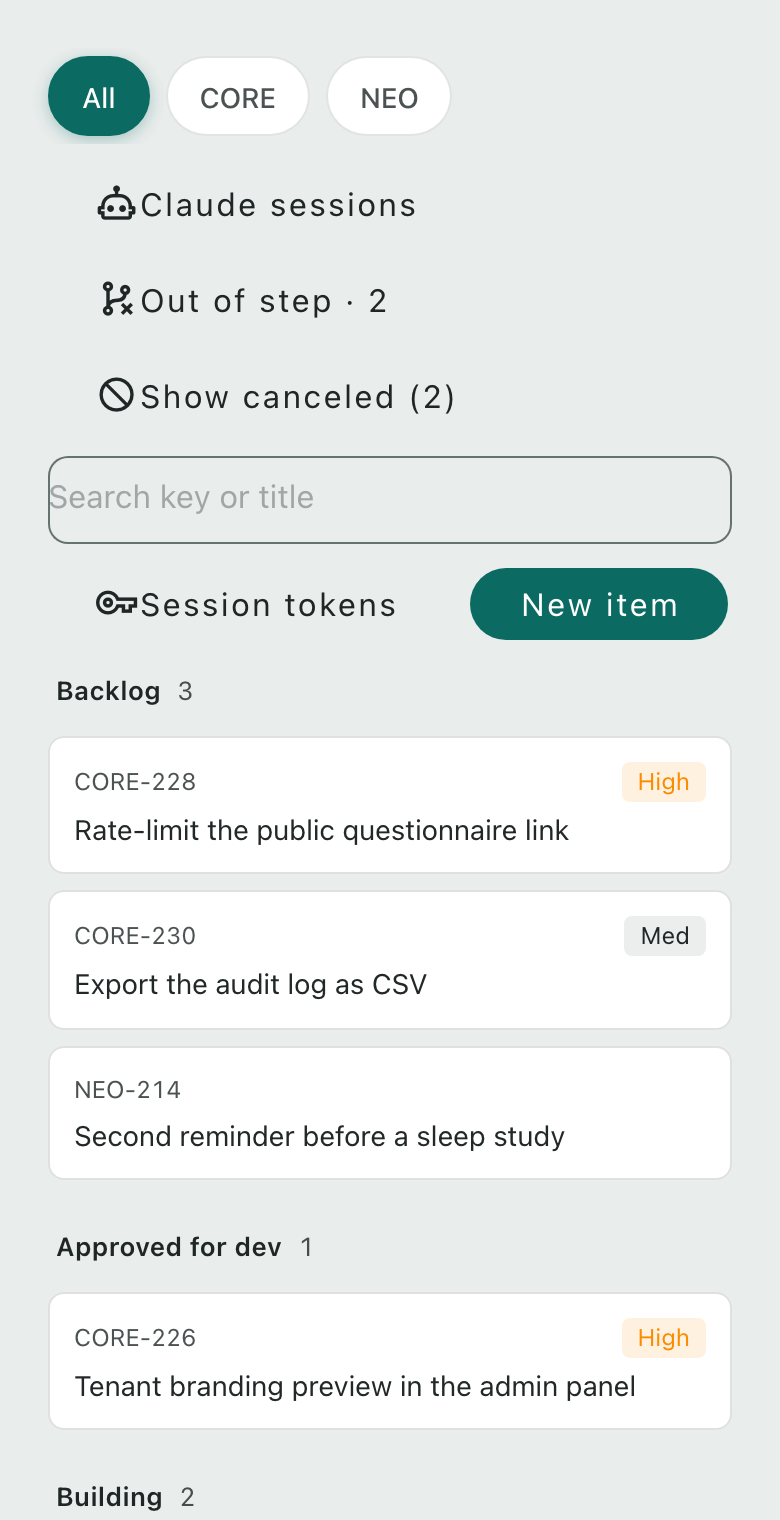 All CORE NEO
Claude sessions
Out of step · 2
Show canceled (2)
Search key or title
Session tokens New item
Backlog 3
CORE-228 High
Rate-limit the public questionnaire link
CORE-230 Med
Export the audit log as CSV
NEO-214
Second reminder before a sleep study
Approved for dev 1
CORE-226 High
Tenant branding preview in the admin panel
Building 2